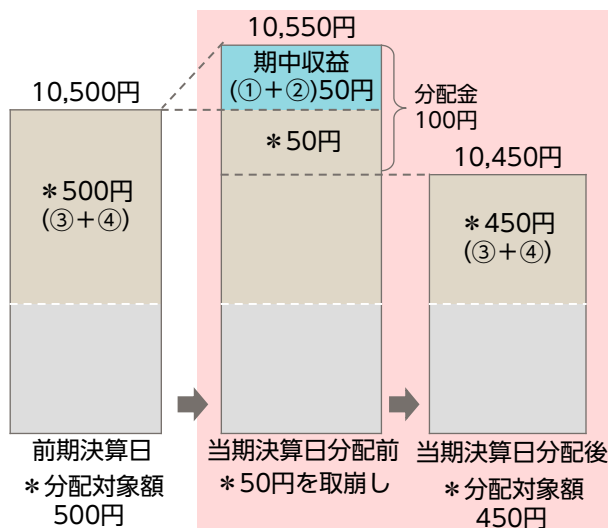 10,500円
＊500円
(③＋④)
前期決算日
＊分配対象額
500円
10,550円
期中収益
(①＋②)50円
＊50円
分配金
100円
当期決算日分配前
＊50円を取崩し
10,450円
＊450円
(③＋④)
当期決算日分配後
＊分配対象額
450円